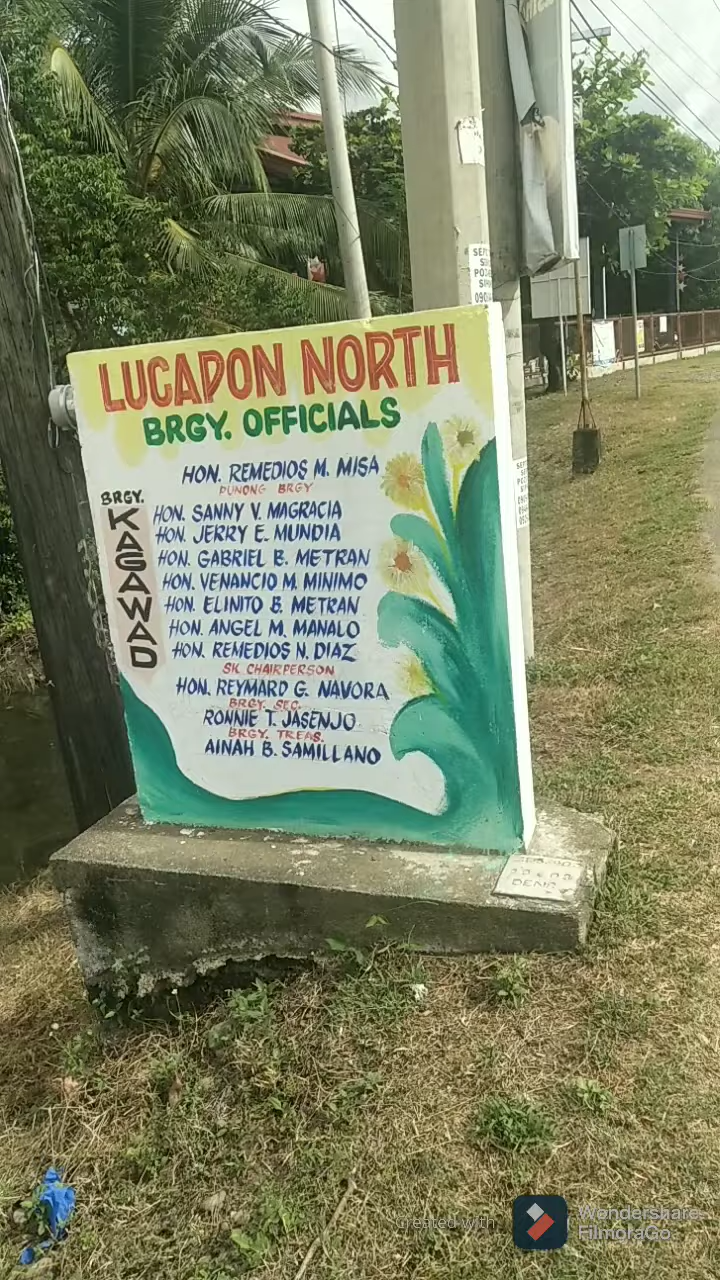 LUCAPON NORTH
BRGY. OFFICIALS
HON. REMEDIOS M. MISA
PUNONG BRGY
BRGY.
KAGAWAD
HON. SANNY V. MAGRACIA
HON. JERRY E. MUNDIA
HON. GABRIEL B. METRAN
HON. VENANCIO M. MINIMO
HON. ELINITO B. METRAN
HON. ANGEL M. MANALO
HON. REMEDIOS N. DIAZ
SK CHAIRPERSON
HON. REYMARD G. NAVORA
BRGY. SEC.
RONNIE T. JASENJO
BRGY. TREAS.
AINAH B. SAMILLANO
DENR
Created with
Wondershare
FilmoraGo